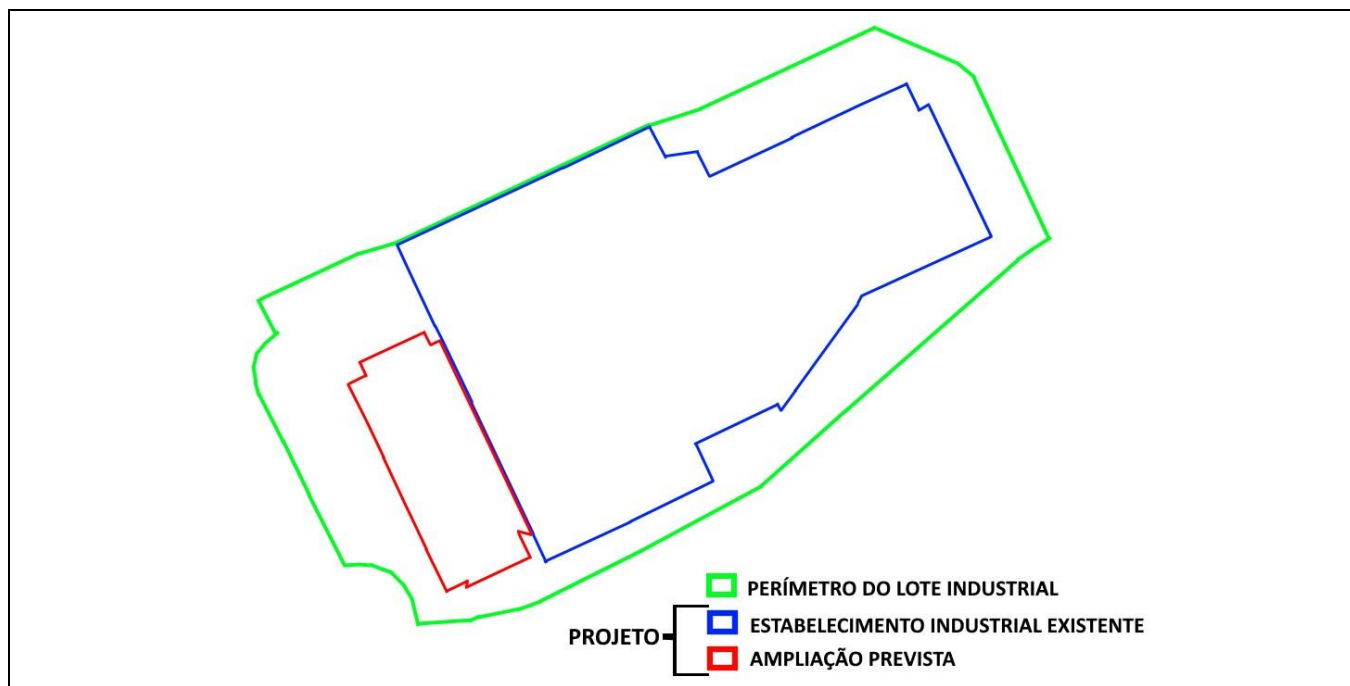 PERÍMETRO DO LOTE INDUSTRIAL
PROJETO
ESTABELECIMENTO INDUSTRIAL EXISTENTE
AMPLIAÇÃO PREVISTA